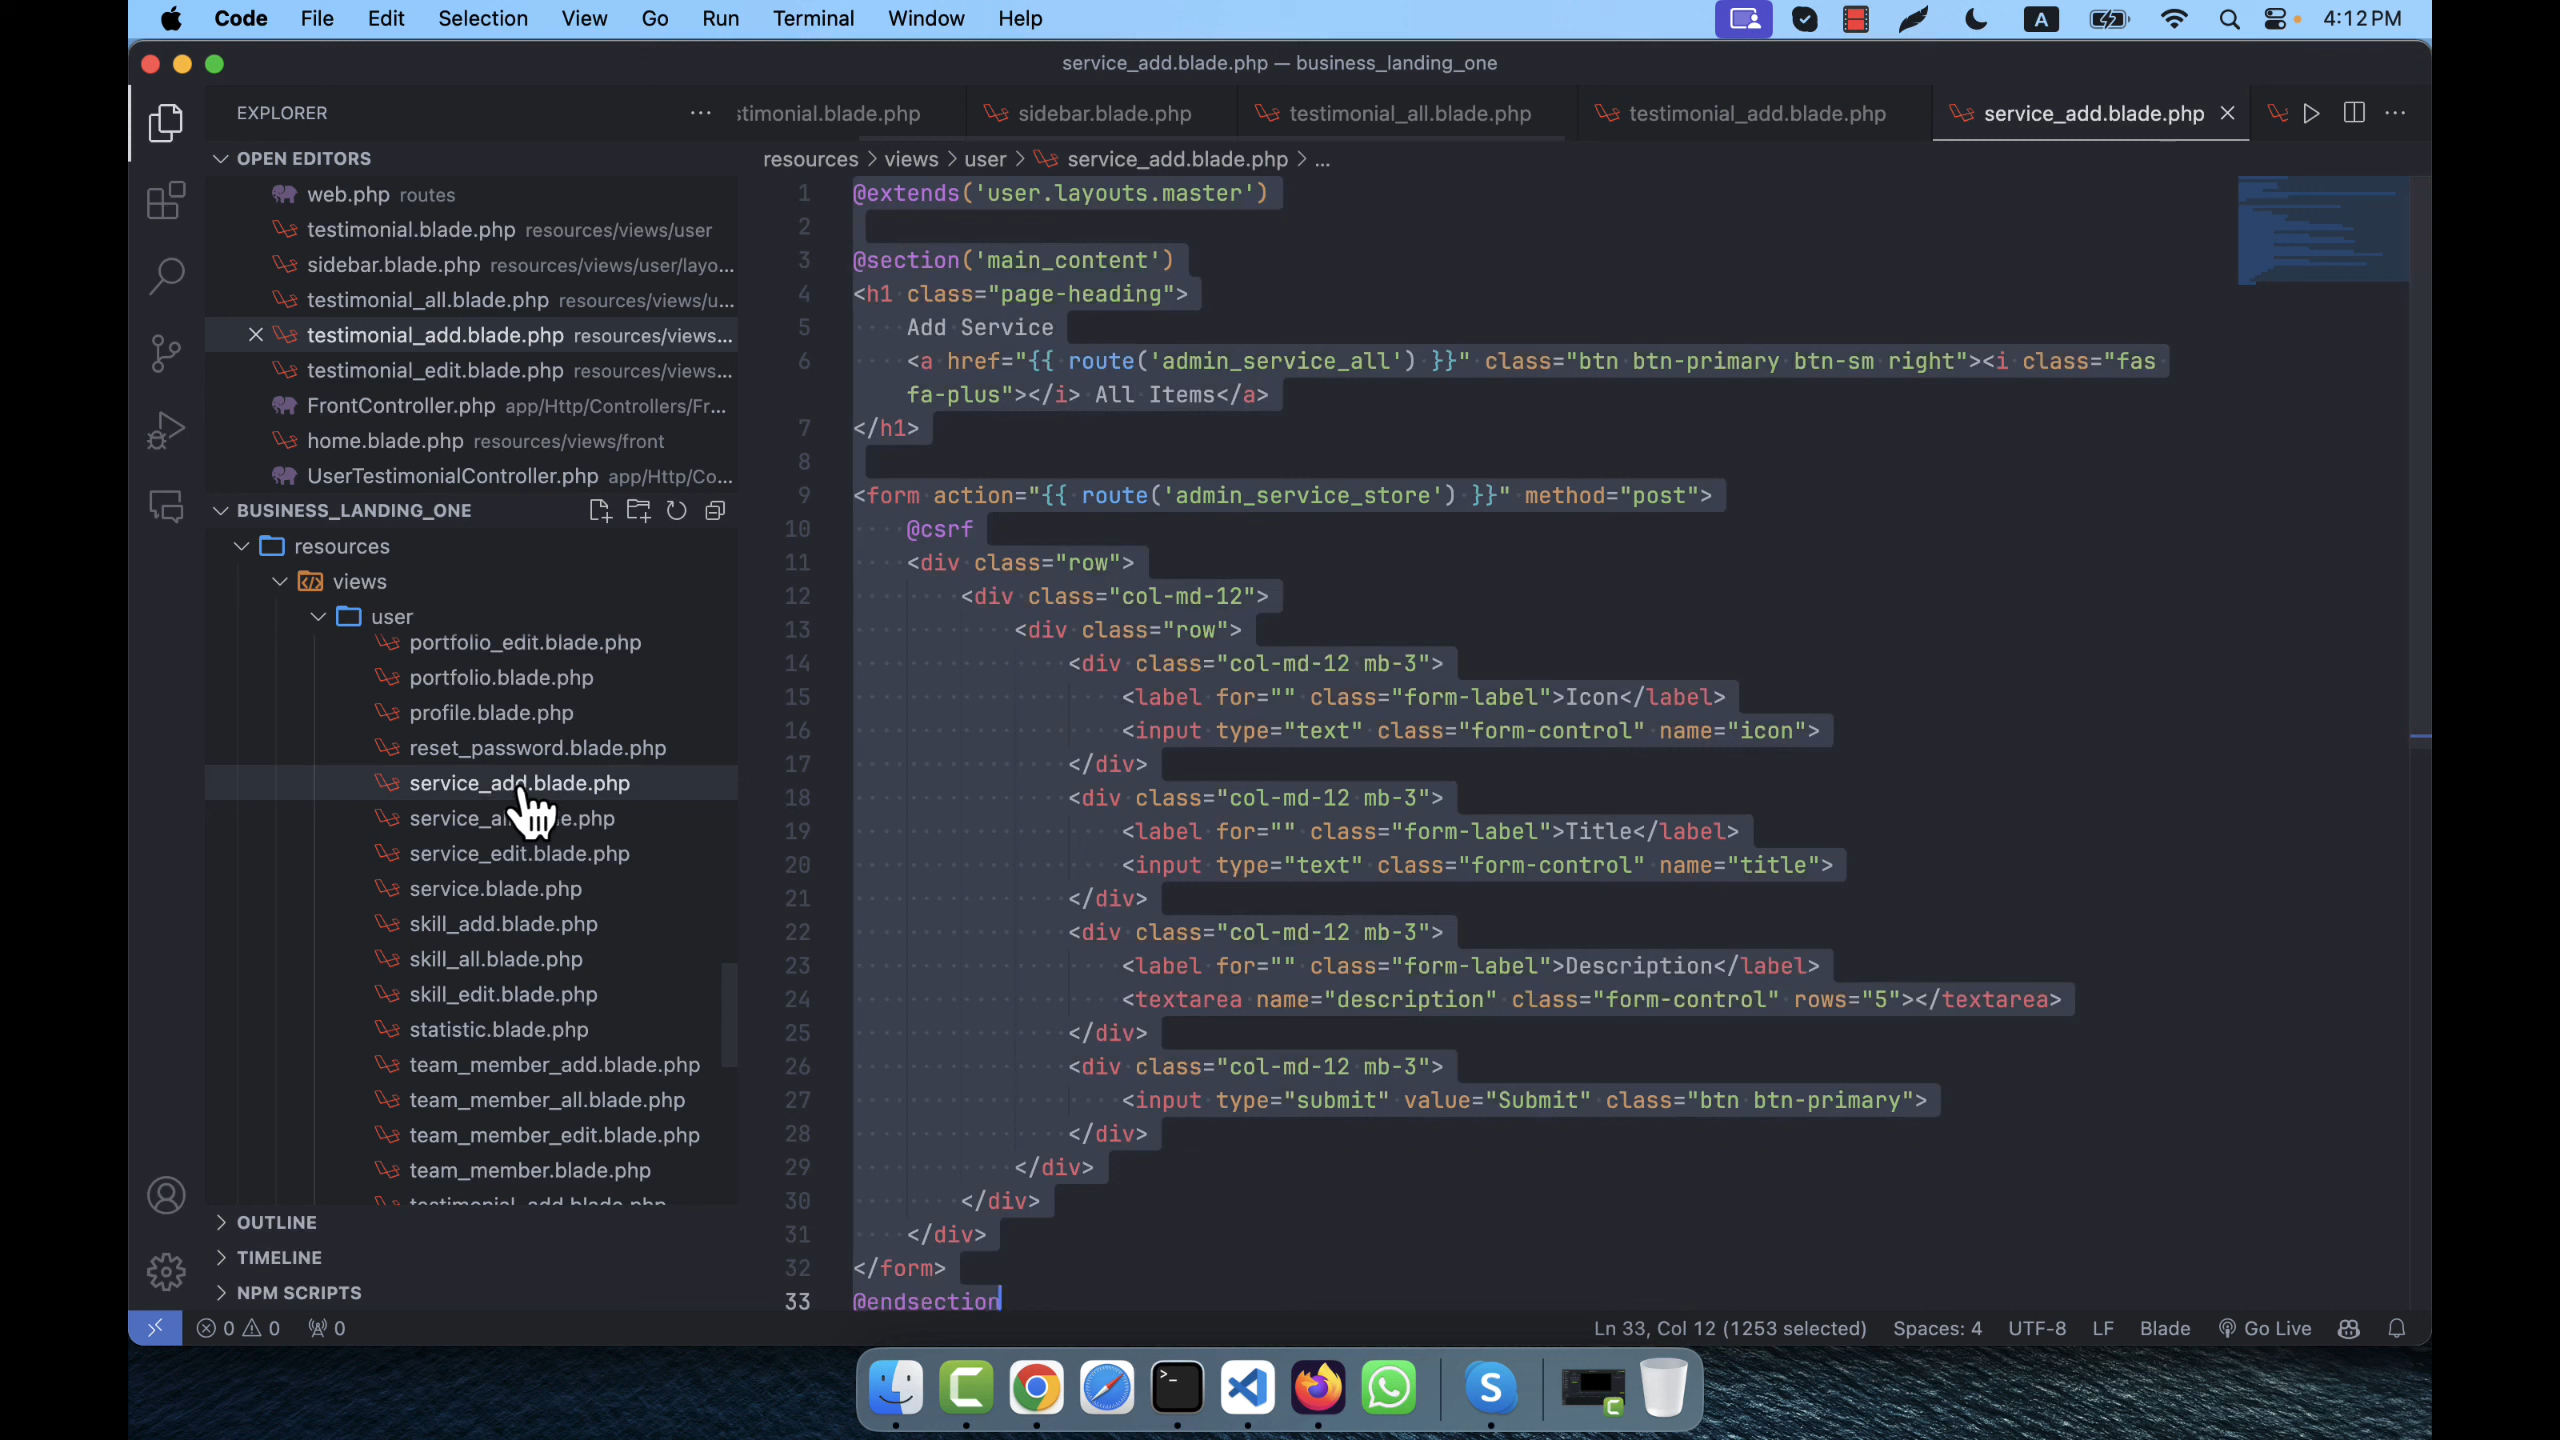 Code File Edit Selection View Go Run Terminal Window Help A 4:12 PM
service_add.blade.php — business_landing_one
EXPLORER
stimonial.blade.php sidebar.blade.php testimonial_all.blade.php testimonial_add.blade.php service_add.blade.php
OPEN EDITORS
resources > views > user > service_add.blade.php > ...
web.php routes
testimonial.blade.php resources/views/user
sidebar.blade.php resources/views/user/layo...
testimonial_all.blade.php resources/views/u...
testimonial_add.blade.php resources/views...
testimonial_edit.blade.php resources/views...
FrontController.php app/Http/Controllers/Fr...
home.blade.php resources/views/front
UserTestimonialController.php app/Http/Co...
BUSINESS_LANDING_ONE
resources
views
user
portfolio_edit.blade.php
portfolio.blade.php
profile.blade.php
reset_password.blade.php
service_add.blade.php
service_a e.php
service_edit.blade.php
service.blade.php
skill_add.blade.php
skill_all.blade.php
skill_edit.blade.php
statistic.blade.php
team_member_add.blade.php
team_member_all.blade.php
team_member_edit.blade.php
team_member.blade.php
testimonial_add.blade.php
OUTLINE
TIMELINE
NPM SCRIPTS
1 @extends('user.layouts.master')
2
3 @section('main_content')
4 <h1 class="page-heading">
5 Add Service
6 <a href="{{ route('admin_service_all') }}" class="btn btn-primary btn-sm right"><i class="fas
fa-plus"></i> All Items</a>
7 </h1>
8
9 <form action="{{ route('admin_service_store') }}" method="post">
10 @csrf
11 <div class="row">
12 <div class="col-md-12">
13 <div class="row">
14 <div class="col-md-12 mb-3">
15 <label for="" class="form-label">Icon</label>
16 <input type="text" class="form-control" name="icon">
17 </div>
18 <div class="col-md-12 mb-3">
19 <label for="" class="form-label">Title</label>
20 <input type="text" class="form-control" name="title">
21 </div>
22 <div class="col-md-12 mb-3">
23 <label for="" class="form-label">Description</label>
24 <textarea name="description" class="form-control" rows="5"></textarea>
25 </div>
26 <div class="col-md-12 mb-3">
27 <input type="submit" value="Submit" class="btn btn-primary">
28 </div>
29 </div>
30 </div>
31 </div>
32 </form>
33 @endsection
0 0 0 Ln 33, Col 12 (1253 selected) Spaces: 4 UTF-8 LF Blade Go Live